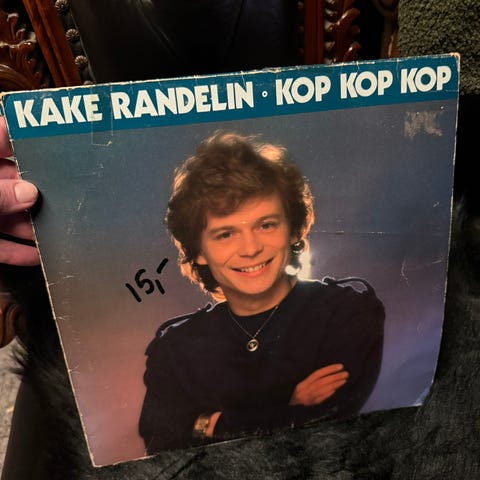 KAKE RANDELIN • KOP KOP KOP
15,-